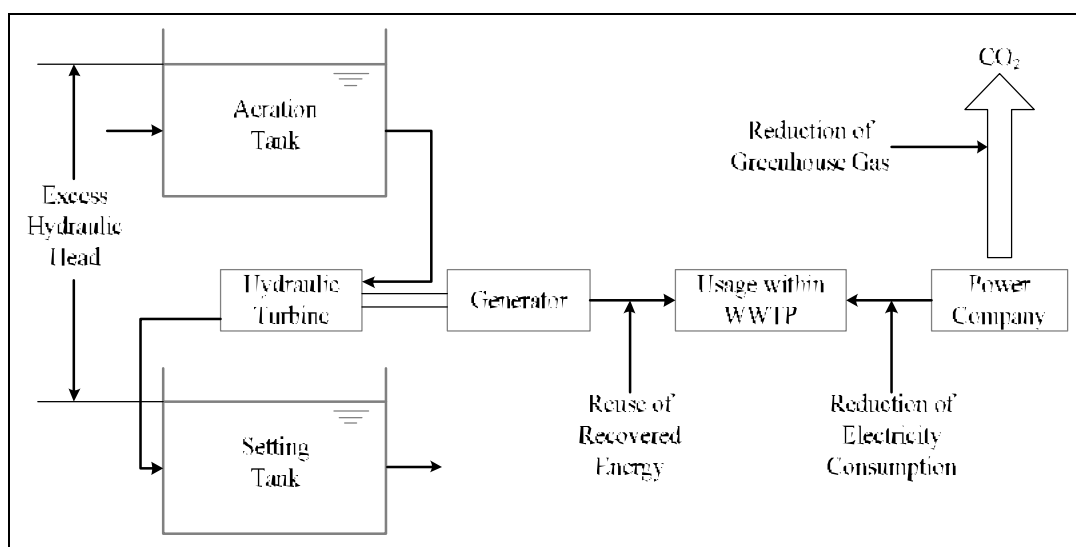 CO₂
Aeration
Tank
Reduction of
Greenhouse Gas
Excess
Hydraulic
Head
Hydraulic
Turbine
Generator
Usage within
WWTP
Power
Company
Setting
Tank
Reuse of
Recovered
Energy
Reduction of
Electricity
Consumption